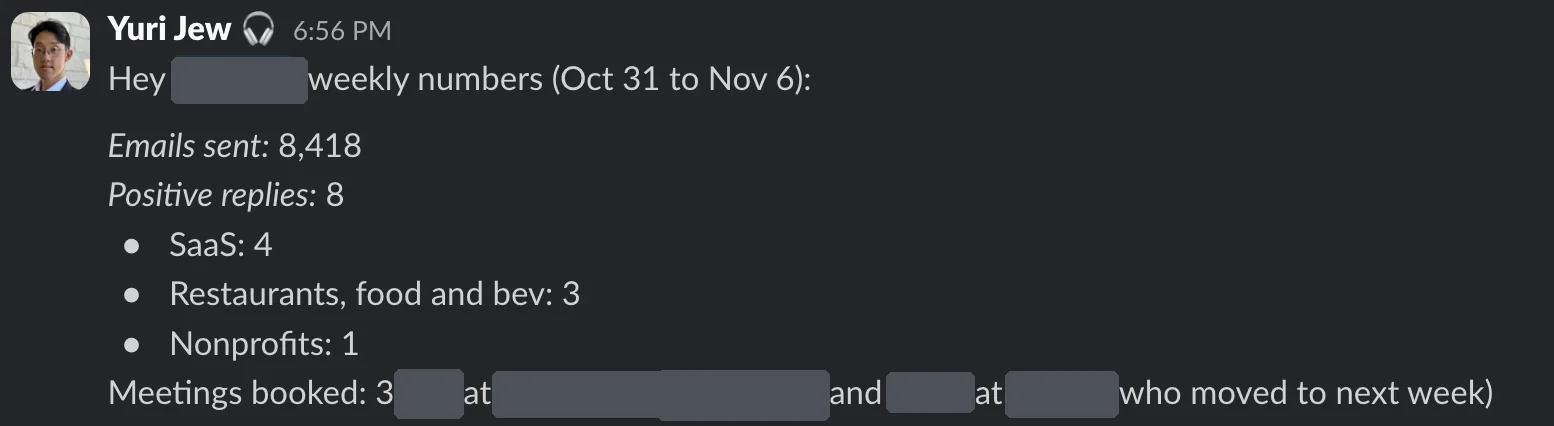 Yuri Jew 6:56 PM
Hey weekly numbers (Oct 31 to Nov 6):
Emails sent: 8,418
Positive replies: 8
● SaaS: 4
● Restaurants, food and bev: 3
● Nonprofits: 1
Meetings booked: 3 at and at who moved to next week)